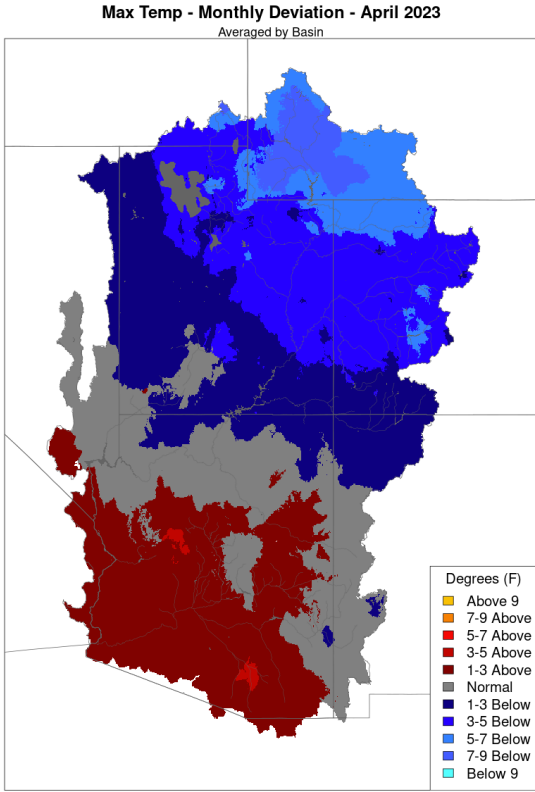 Max Temp - Monthly Deviation - April 2023
Averaged by Basin
Degrees (F)
Above 9
7-9 Above
5-7 Above
3-5 Above
1-3 Above
Normal
1-3 Below
3-5 Below
5-7 Below
7-9 Below
Below 9